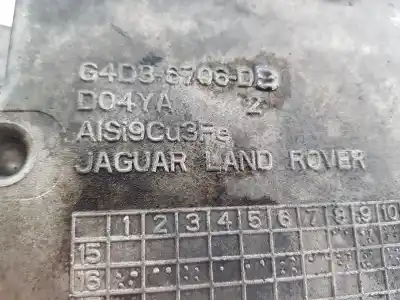 G4D3-6706-DB
D04YA 2
AlSi9Cu3Fe
JAGUAR LAND ROVER
1 2 3 4 5 6 7 8 9 10
15
16